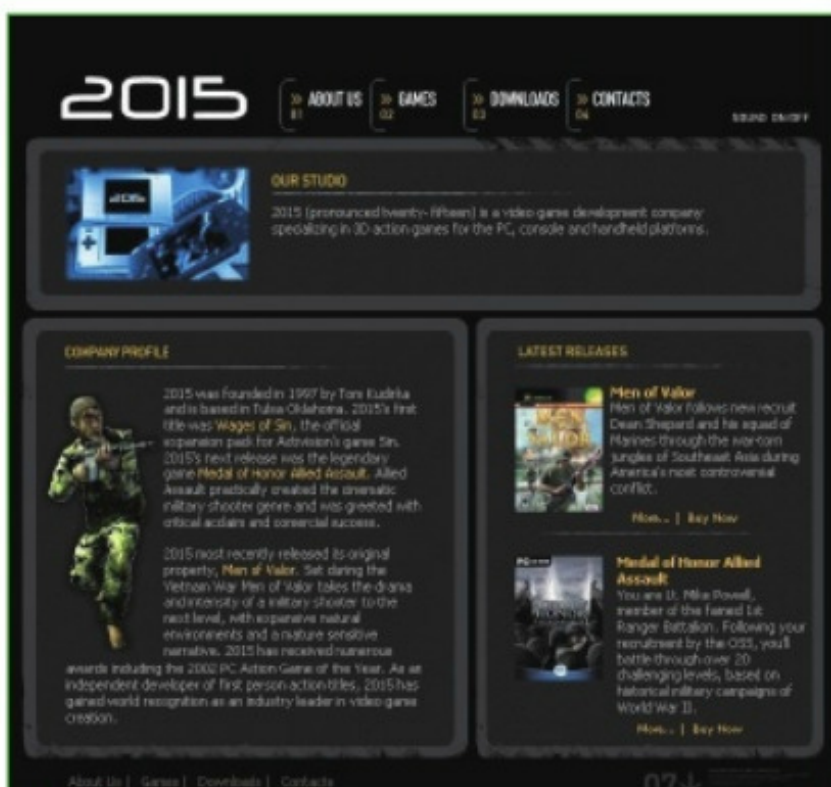 2015
» ABOUT US
01
» GAMES
02
» DOWNLOADS
03
» CONTACTS
04
SOUND ON/OFF
2015
OUR STUDIO
2015 (pronounced twenty- fifteen) is a video game development company
specializing in 3D action games for the PC, console and handheld platforms.
COMPANY PROFILE
2015 was founded in 1997 by Tom Kudirka
and is based in Tulsa Oklahoma. 2015's first
title was Wages of Sin, the official
expansion pack for Activision's game Sin.
2015's next release was the legendary
game Medal of Honor Allied Assault. Allied
Assault practically created the cinematic
military shooter genre and was greeted with
critical acclaim and comercial success.
2015 most recently released its original
property, Men of Valor. Set during the
Vietnam War Men of Valor takes the drama
and intensity of a military shooter to the
next level, with expansive natural
environments and a mature sensitive
narrative. 2015 has received numerous
awards including the 2002 PC Action Game of the Year. As an
independent developer of first person action titles, 2015 has
gained world recognition as an industry leader in video game
creation.
LATEST RELEASES
MEN OF VALOR
Men of Valor
Men of Valor follows new recruit
Dean Shepard and his squad of
Marines through the war-torn
jungles of Southeast Asia during
America's most controversial
conflict.
More... | Buy Now
HONOR
Medal of Honor Allied
Assault
You are Lt. Mike Powell,
member of the famed 1st
Ranger Battalion. Following your
recruitment by the OSS, you'll
battle through over 20
challenging levels, based on
historical military campaigns of
World War II.
More... | Buy Now
About Us | Games | Downloads | Contacts